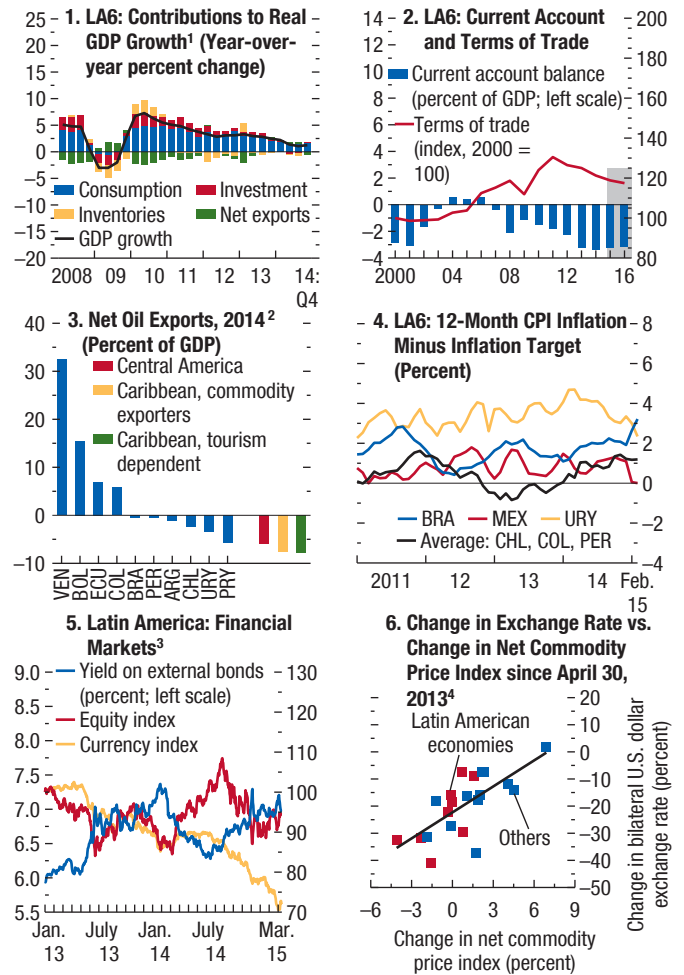 1. LA6: Contributions to Real
GDP Growth¹ (Year-over-
year percent change)
25
20
15
10
5
0
–5
–10
–15
–20
Consumption
Investment
Inventories
Net exports
GDP growth
2008
09
10
11
12
13
14:
Q4
2. LA6: Current Account
and Terms of Trade
14
12
10
8
6
4
2
0
–2
–4
200
180
160
140
120
100
80
Current account balance
(percent of GDP; left scale)
Terms of trade
(index, 2000 =
100)
2000
04
08
12
16
3. Net Oil Exports, 2014²
(Percent of GDP)
40
30
20
10
0
–10
Central America
Caribbean, commodity
exporters
Caribbean, tourism
dependent
VEN
BOL
ECU
COL
BRA
PER
ARG
CHL
URY
PRY
4. LA6: 12-Month CPI Inflation
Minus Inflation Target
(Percent)
8
6
4
2
0
–2
–4
BRA
MEX
URY
Average: CHL, COL, PER
2011
12
13
14
Feb.
15
5. Latin America: Financial
Markets³
9.0
8.5
8.0
7.5
7.0
6.5
6.0
5.5
130
120
110
100
90
80
70
Yield on external bonds
(percent; left scale)
Equity index
Currency index
Jan.
13
July
13
Jan.
14
July
14
Mar.
15
6. Change in Exchange Rate vs.
Change in Net Commodity
Price Index since April 30,
2013⁴
20
10
0
–10
–20
–30
–40
–50
Latin American
economies
Others
Change in bilateral U.S. dollar
exchange rate (percent)
–6
–3
0
3
6
9
Change in net commodity
price index (percent)